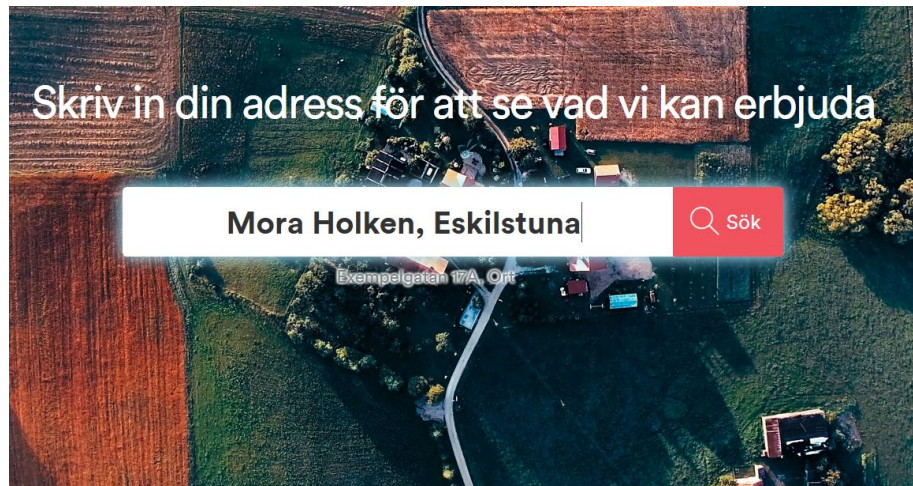 Skriv in din adress för att se vad vi kan erbjuda
Mora Holken, Eskilstuna
Sök
Exempelgatan 17A, Ort